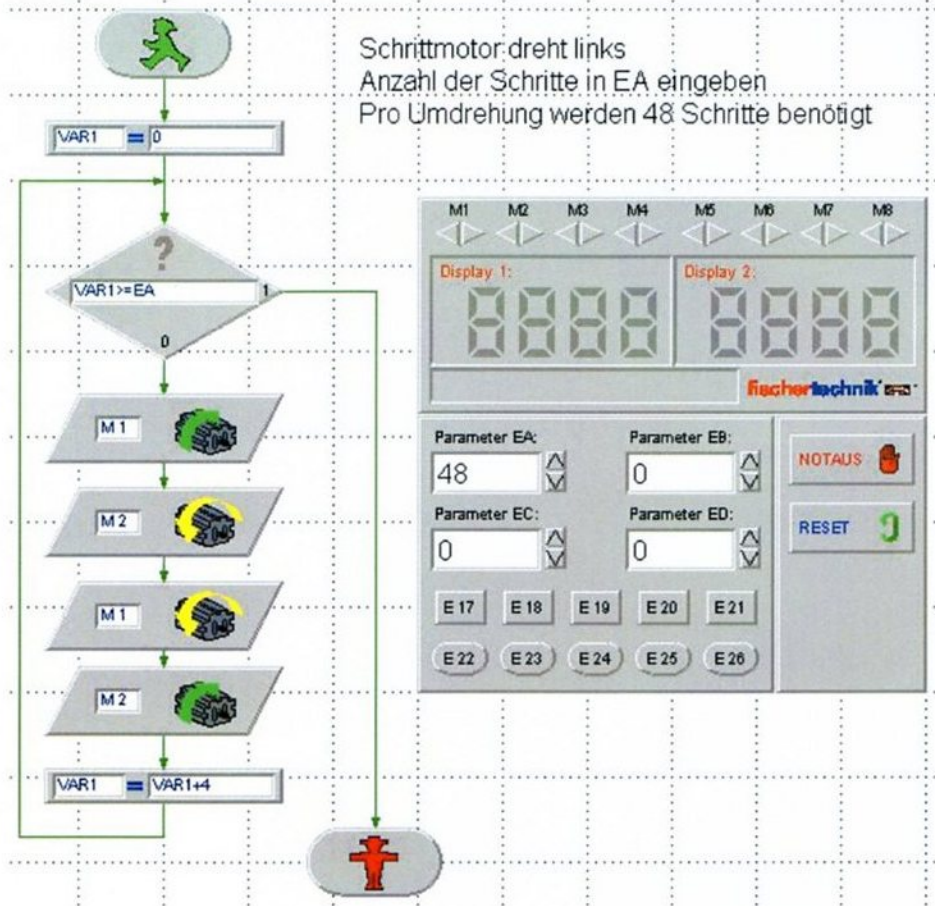 Schrittmotor dreht links
Anzahl der Schritte in EA eingeben
Pro Umdrehung werden 48 Schritte benötigt
VAR1 = 0
?
VAR1>=EA 1
0
M 1
M 2
M 1
M 2
VAR1 = VAR1+4
M1 M2 M3 M4 M5 M6 M7 M8
Display 1: Display 2:
fischertechnik
Parameter EA: Parameter EB:
48 0
Parameter EC: Parameter ED:
0 0
NOTAUS
RESET
E 17 E 18 E 19 E 20 E 21
E 22 E 23 E 24 E 25 E 26